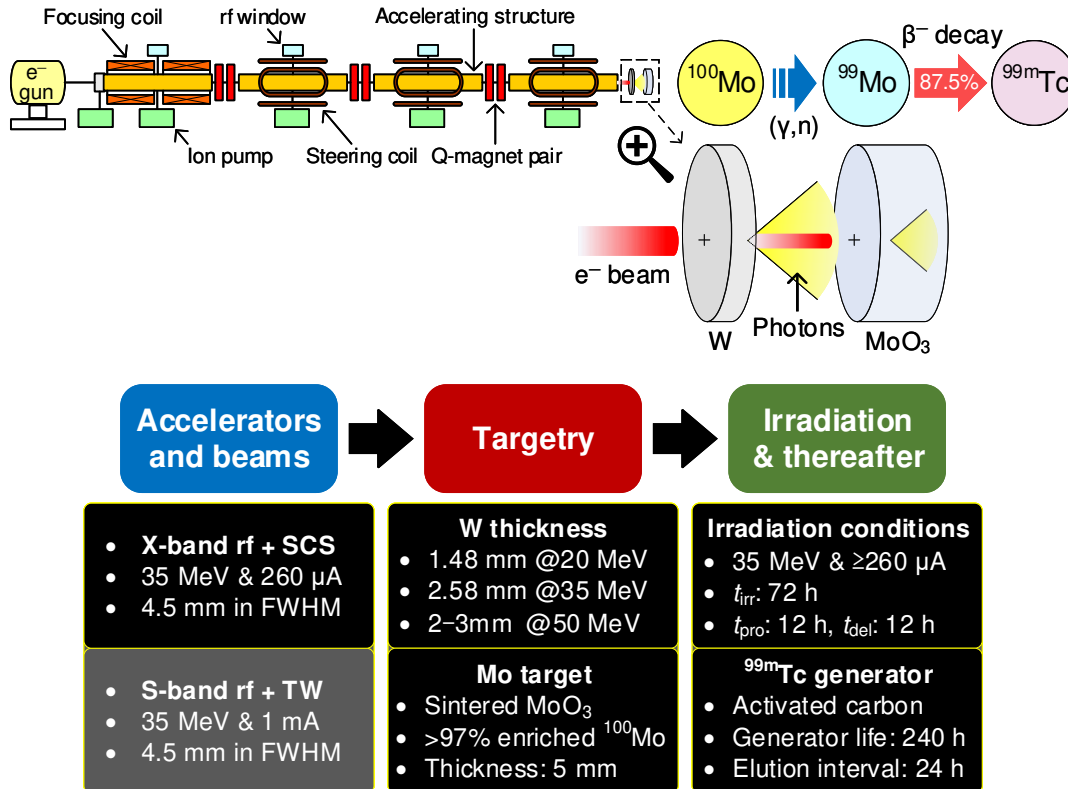 Focusing coil
rf window
Accelerating structure
e⁻
gun
Ion pump
Steering coil
Q-magnet pair
¹⁰⁰Mo
(γ,n)
⁹⁹Mo
β⁻ decay
87.5%
⁹⁹ᵐTc
e⁻ beam
W
Photons
MoO₃
Accelerators
and beams
Targetry
Irradiation
& thereafter
• X-band rf + SCS
• 35 MeV & 260 µA
• 4.5 mm in FWHM
• S-band rf + TW
• 35 MeV & 1 mA
• 4.5 mm in FWHM
W thickness
• 1.48 mm @20 MeV
• 2.58 mm @35 MeV
• 2−3mm @50 MeV
Mo target
• Sintered MoO₃
• >97% enriched ¹⁰⁰Mo
• Thickness: 5 mm
Irradiation conditions
• 35 MeV & ≥260 µA
• t_irr: 72 h
• t_pro: 12 h, t_del: 12 h
⁹⁹ᵐTc generator
• Activated carbon
• Generator life: 240 h
• Elution interval: 24 h